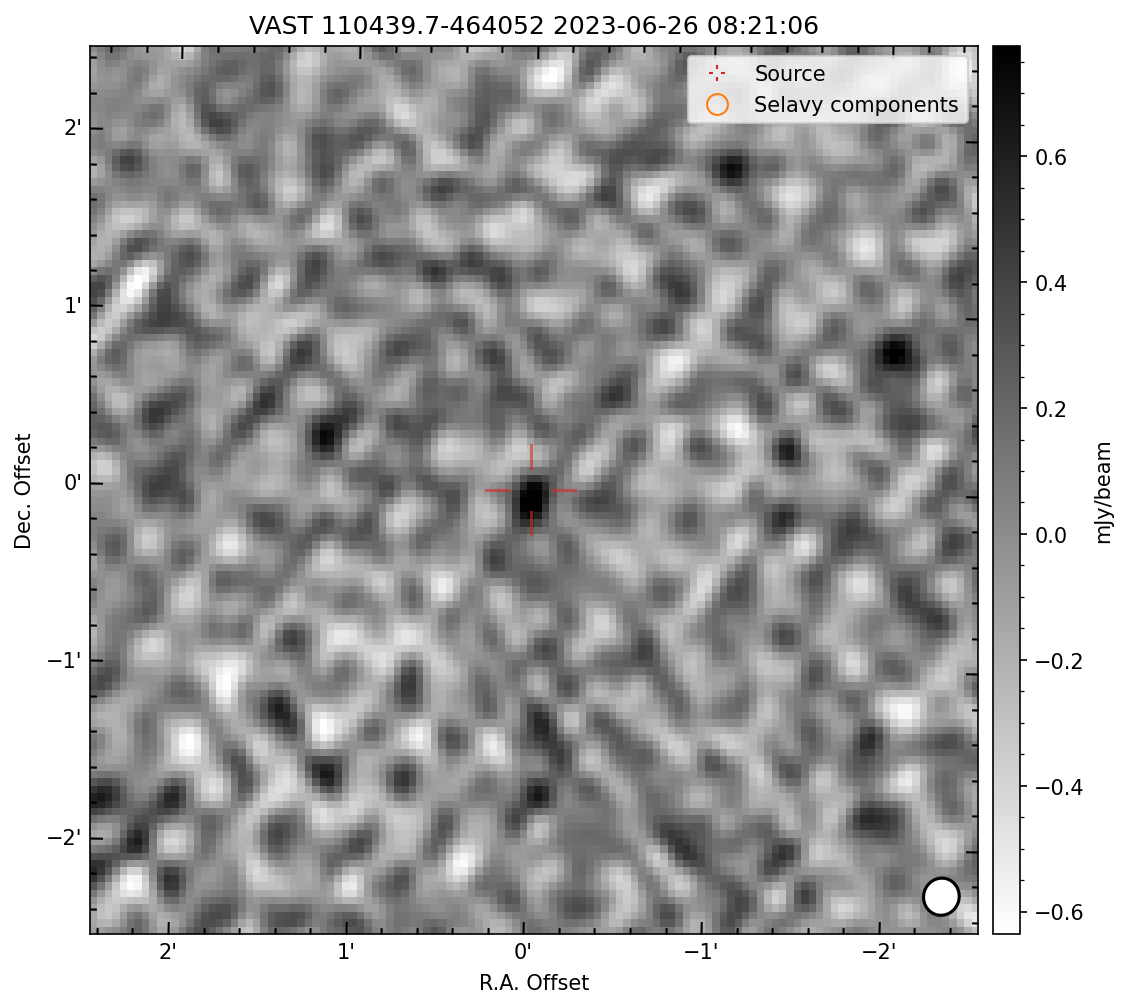 VAST 110439.7-464052 2023-06-26 08:21:06
Source
Selavy components
2'
1'
0'
−1'
−2'
Dec. Offset
2'
1'
0'
−1'
−2'
R.A. Offset
0.6
0.4
0.2
0.0
−0.2
−0.4
−0.6
mJy/beam